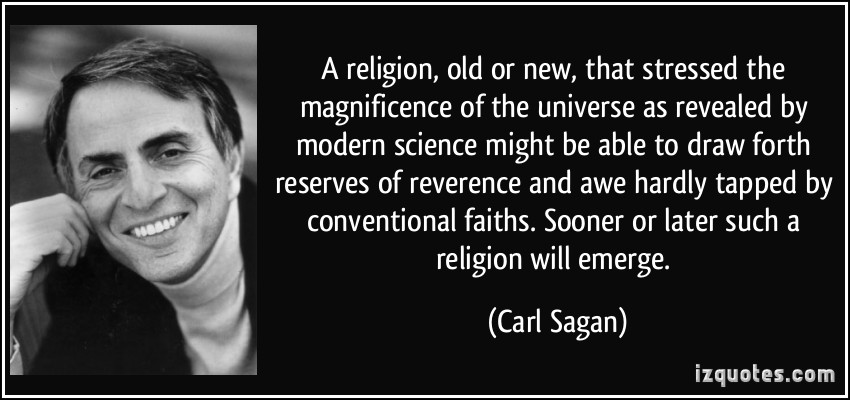 A religion, old or new, that stressed the
magnificence of the universe as revealed by
modern science might be able to draw forth
reserves of reverence and awe hardly tapped by
conventional faiths. Sooner or later such a
religion will emerge.
(Carl Sagan)
izquotes.com